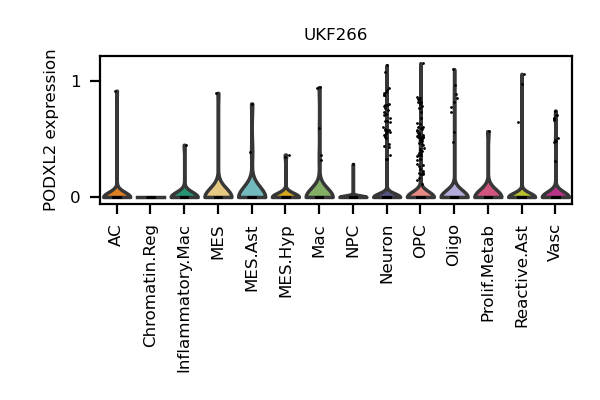 UKF266
PODXL2 expression
1
0
AC
Chromatin.Reg
Inflammatory.Mac
MES
MES.Ast
MES.Hyp
Mac
NPC
Neuron
OPC
Oligo
Prolif.Metab
Reactive.Ast
Vasc